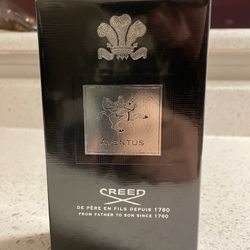 AVENTUS
CREED
DE PÈRE EN FILS DEPUIS 1760
FROM FATHER TO SON SINCE 1760